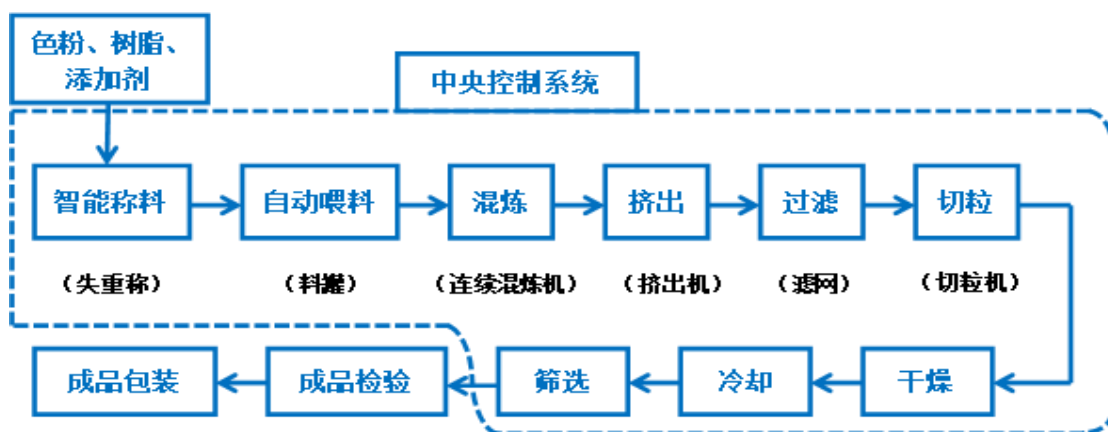 色粉、树脂、
添加剂
中央控制系统
智能称料
自动喂料
混炼
挤出
过滤
切粒
（失重称）
（料罐）
（连续混炼机）
（挤出机）
（滤网）
（切粒机）
成品包装
成品检验
筛选
冷却
干燥